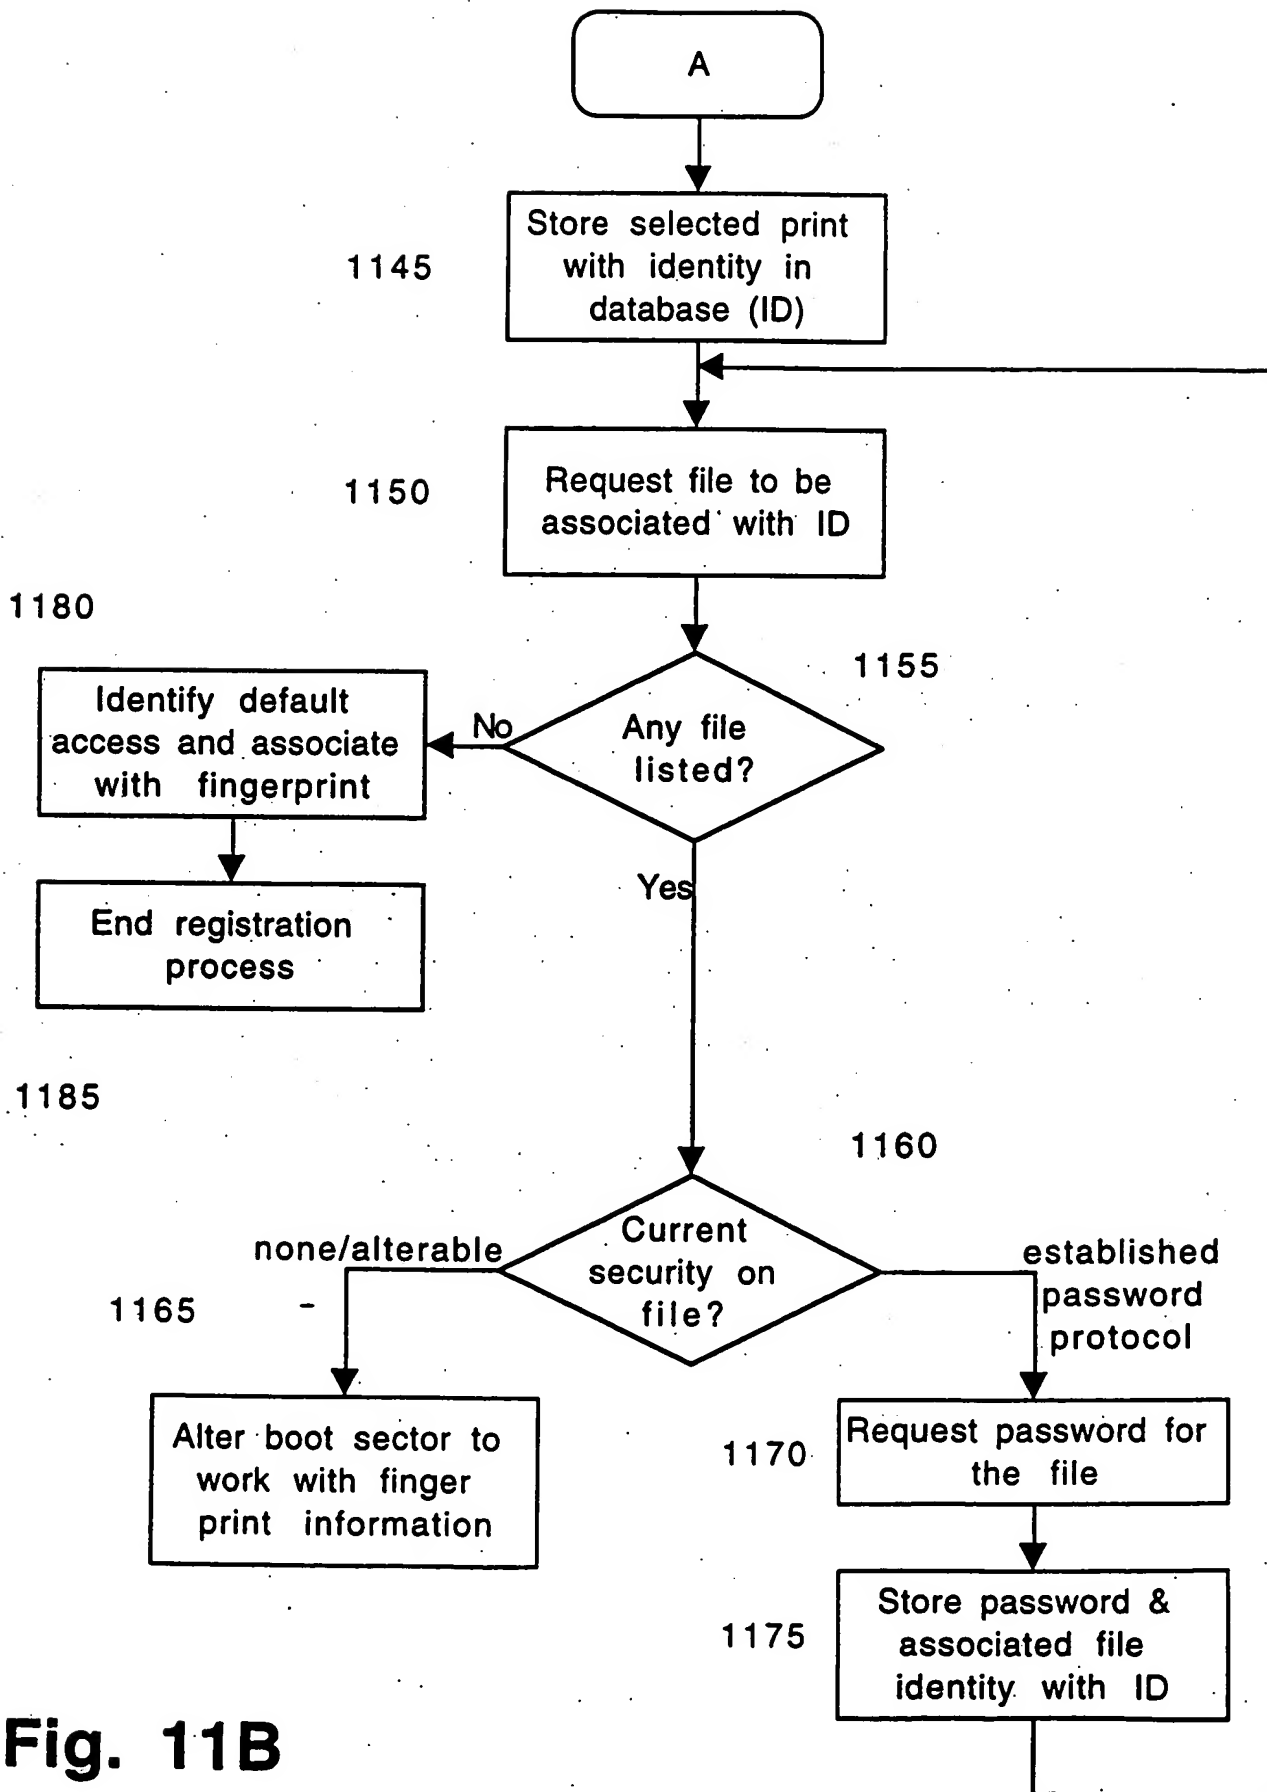 A
Store selected print
with identity in
database (ID)
1145
Request file to be
associated with ID
1150
1180
1155
Identify default
access and associate
with fingerprint
No
Any file
listed?
End registration
process
Yes
1185
1160
Current
security on
file?
none/alterable
established
password
protocol
1165
Alter boot sector to
work with finger
print information
1170
Request password for
the file
1175
Store password &
associated file
identity with ID
Fig. 11B